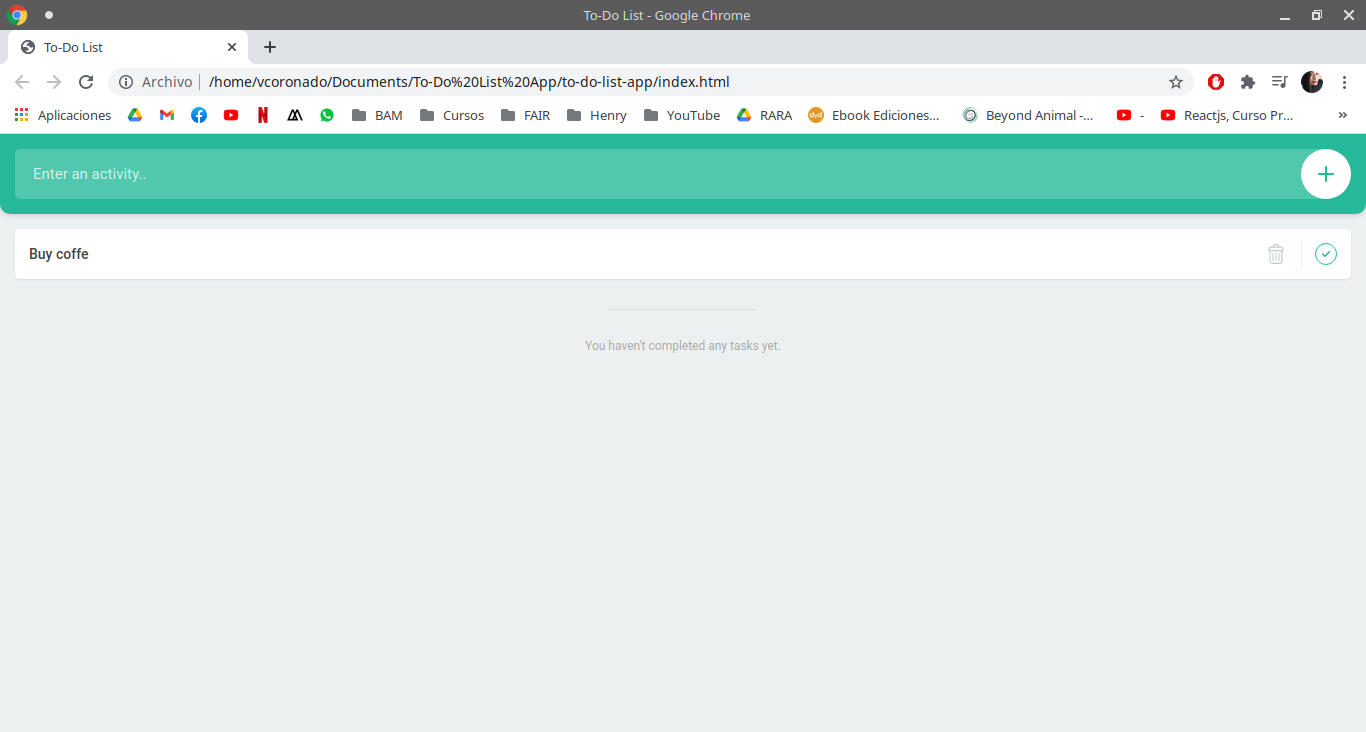 To-Do List - Google Chrome
To-Do List
Archivo /home/vcoronado/Documents/To-Do%20List%20App/to-do-list-app/index.html
Aplicaciones BAM Cursos FAIR Henry YouTube RARA Ebook Ediciones... Beyond Animal -... - Reactjs, Curso Pr... »
Enter an activity..
Buy coffe
You haven't completed any tasks yet.